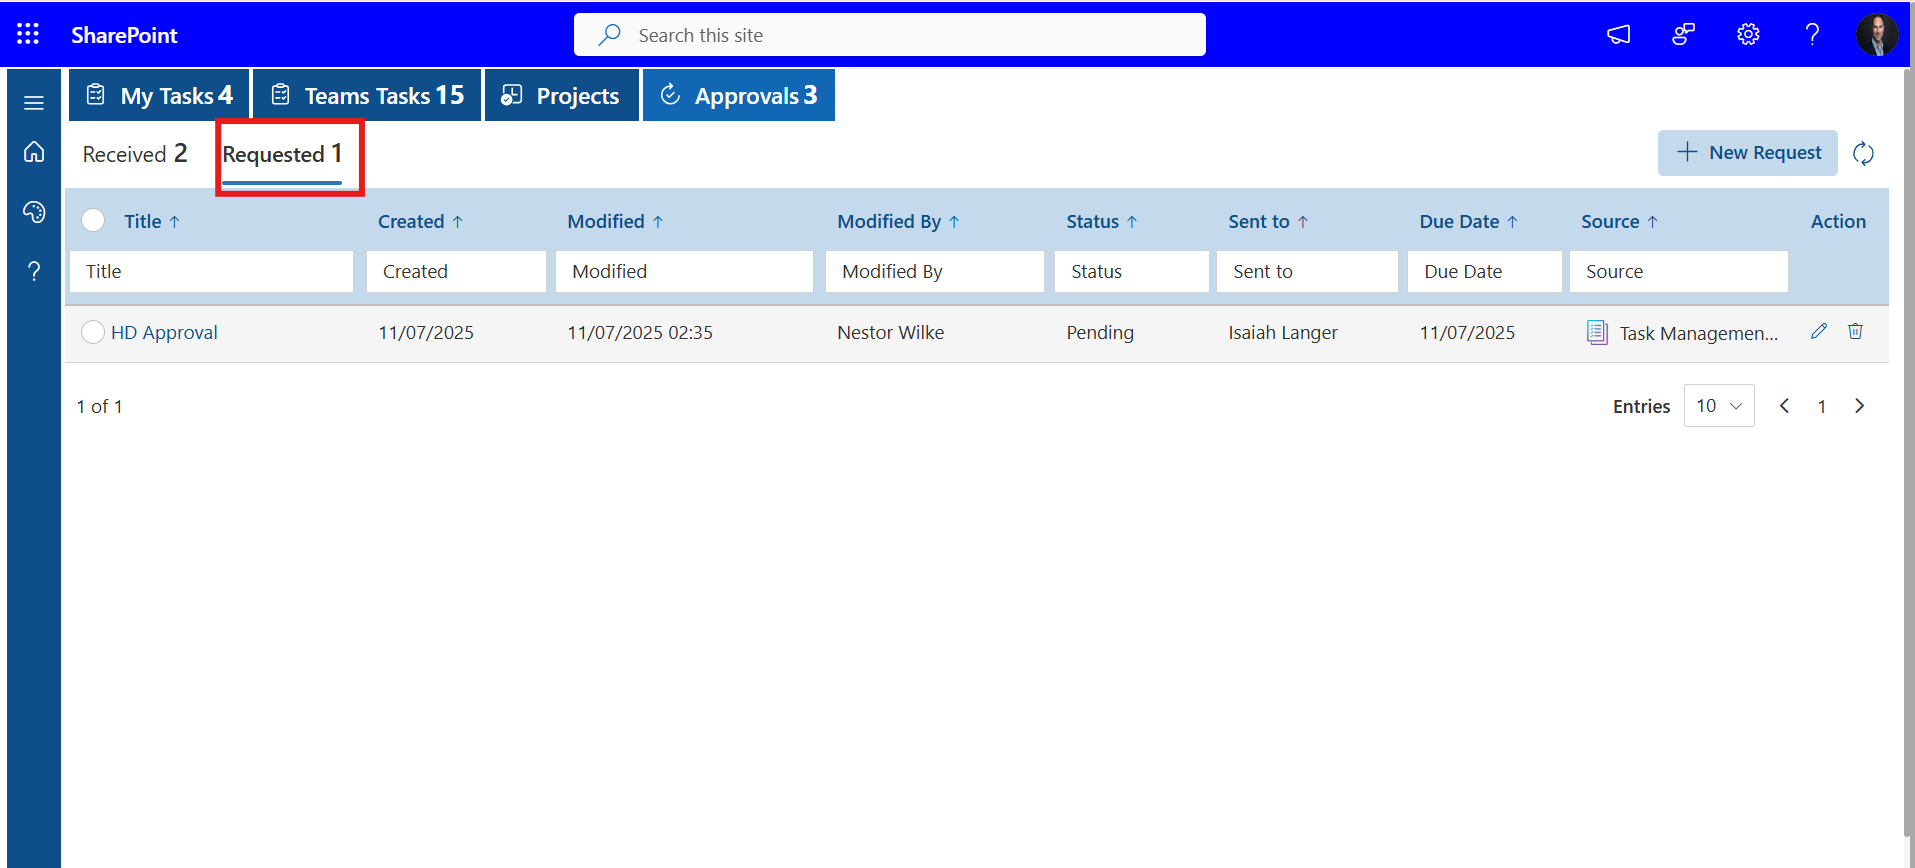 SharePoint
Search this site
My Tasks 4
Teams Tasks 15
Projects
Approvals 3
Received 2
Requested 1
New Request
Title Created Modified Modified By Status Sent to Due Date Source Action
Title Created Modified Modified By Status Sent to Due Date Source
HD Approval 11/07/2025 11/07/2025 02:35 Nestor Wilke Pending Isaiah Langer 11/07/2025 Task Managemen...
1 of 1
Entries 10 1